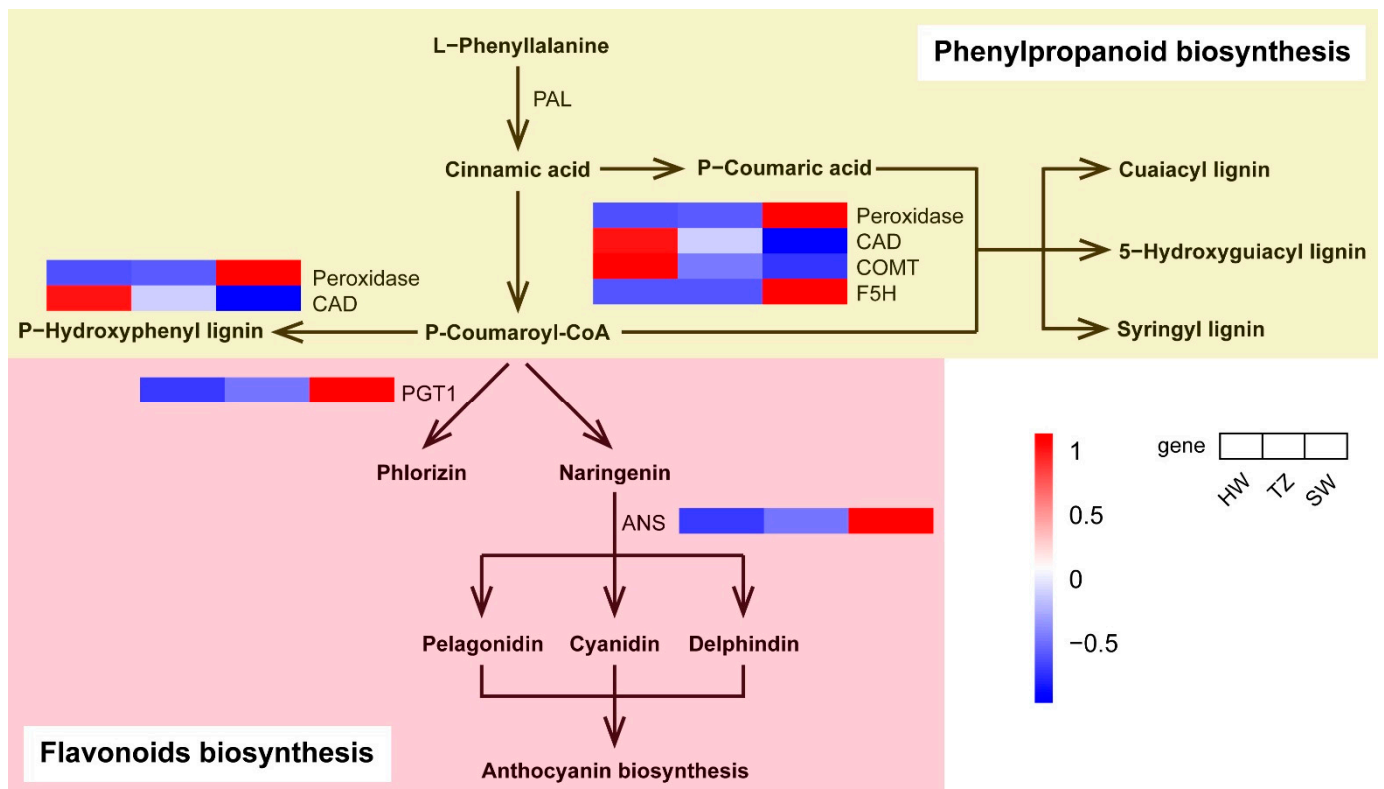 L−Phenyllalanine
Phenylpropanoid biosynthesis
PAL
Cinnamic acid
P−Coumaric acid
Cuaiacyl lignin
Peroxidase
CAD
COMT
F5H
5−Hydroxyguiacyl lignin
Peroxidase
CAD
P−Hydroxyphenyl lignin
P-Coumaroyl-CoA
Syringyl lignin
PGT1
Phlorizin
Naringenin
ANS
Pelagonidin
Cyanidin
Delphindin
Flavonoids biosynthesis
Anthocyanin biosynthesis
1
0.5
0
−0.5
gene
HW
TZ
SW